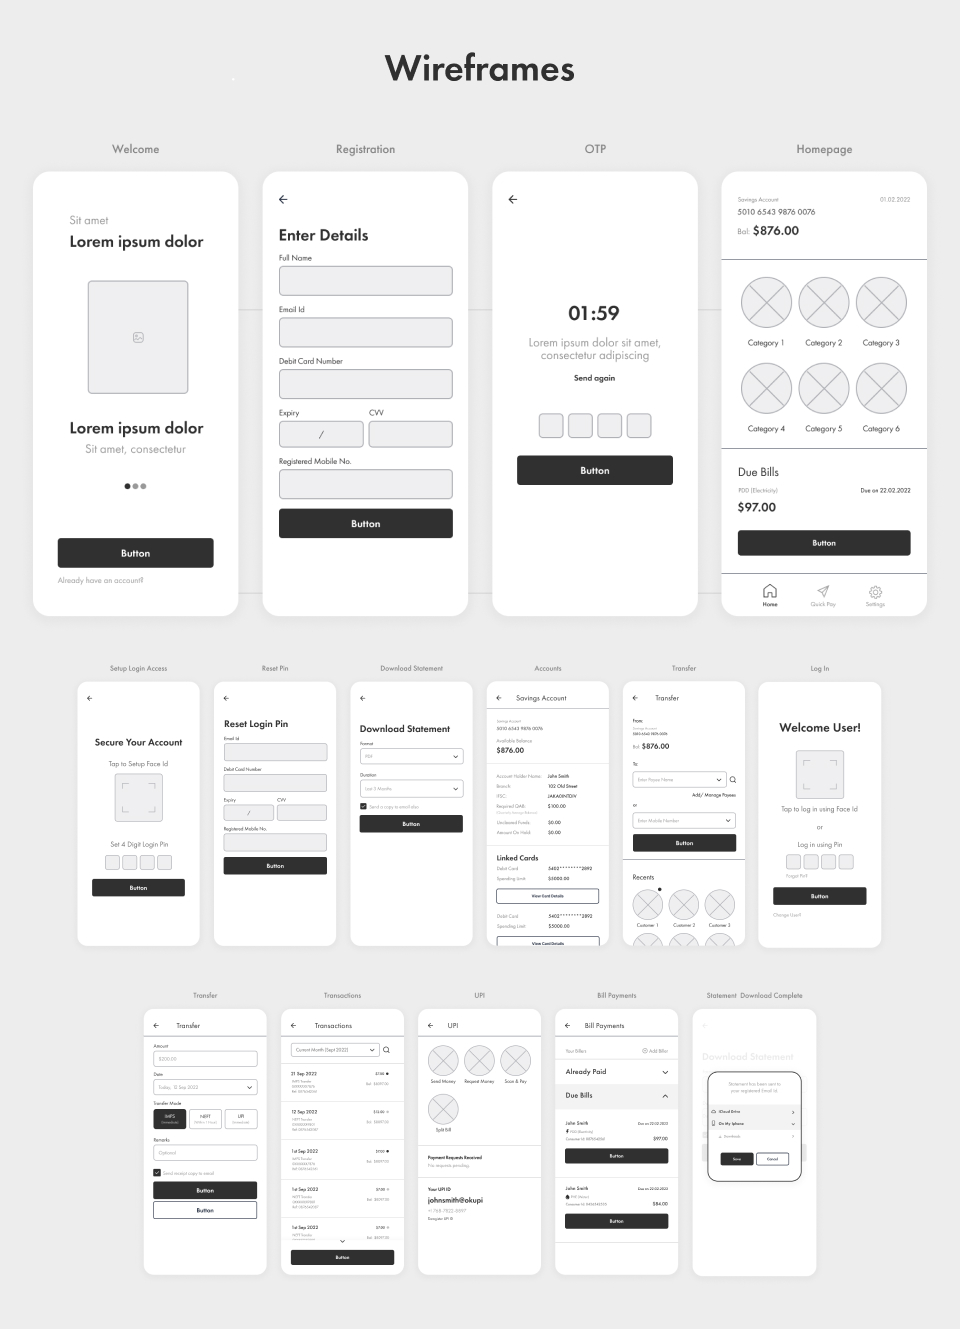 Wireframes
Welcome
Sit amet
Lorem ipsum dolor
Lorem ipsum dolor
Sit amet, consectetur
Button
Already have an account?
Registration
Enter Details
Full Name
Email Id
Debit Card Number
Expiry CVV
/
Registered Mobile No.
Button
OTP
01:59
Lorem ipsum dolor sit amet,
consectetur adipiscing
Send again
Button
Homepage
Savings Account 01.02.2022
5010 6543 9876 0076
Bal: $876.00
Category 1 Category 2 Category 3
Category 4 Category 5 Category 6
Due Bills
PDD (Electricity) Due on 22.02.2022
$97.00
Button
Home Quick Pay Settings
Setup Login Access
Secure Your Account
Tap to Setup Face Id
Set 4 Digit Login Pin
Button
Reset Pin
Reset Login Pin
Email Id
Debit Card Number
Expiry CVV
/
Registered Mobile No.
Button
Download Statement
Download Statement
Format
PDF
Duration
Last 3 Months
Send a copy to email also
Button
Accounts
Savings Account
Savings Account
5010 6543 9876 0076
Available Balance
$876.00
Account Holder Name: John Smith
Branch: 102 Old Street
IFSC:
Required QAB: $100.00
Uncleared Funds: $0.00
Amount On Hold: $0.00
Linked Cards
Debit Card 5402********2892
Spending Limit $5000.00
View Card Details
Debit Card 5402********2892
Spending Limit $5000.00
View Card Details
Transfer
Transfer
From
Savings Account
5010 6543 9876 0076
Bal: $876.00
To
Enter Payee Name
Add/ Manage Payees
or
Enter Mobile Number
Button
Recents
Customer 1 Customer 2 Customer 3
Log In
Welcome User!
Tap to log in using Face Id
or
Log in using Pin
Forgot Pin?
Button
Change User?
Transfer
Transfer
Amount
$200.00
Date
Today, 12 Sep 2022
Transfer Mode
IMPS NEFT UPI
Remarks
Optional
Send receipt copy to email
Button
Button
Transactions
Transactions
Current Month (Sept 2022)
21 Sep 2022
12 Sep 2022
1st Sep 2022
1st Sep 2022
1st Sep 2022
Button
UPI
UPI
Send Money Request Money Scan & Pay
Split Bill
Payment Requests Received
No requests pending
Your UPI ID
johnsmith@okupi
Bill Payments
Bill Payments
Your Billers Add Biller
Already Paid
Due Bills
John Smith Due on 22.02.2022
$97.00
Button
John Smith Due on 22.02.2022
$84.00
Button
Statement Download Complete
Download Statement
Statement has been sent to
your registered Email Id.
iCloud Drive
On My Iphone
Downloads
Save Cancel